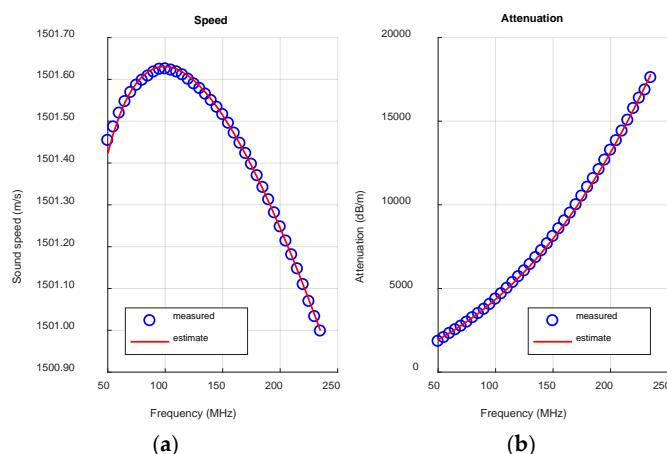 Speed
1501.70
1501.60
1501.50
1501.40
1501.30
1501.20
1501.10
1501.00
1500.90
Sound speed (m/s)
measured
estimate
50 100 150 200 250
Frequency (MHz)
(a)
Attenuation
20000
15000
10000
5000
0
Attenuation (dB/m)
measured
estimate
50 100 150 200 250
Frequency (MHz)
(b)